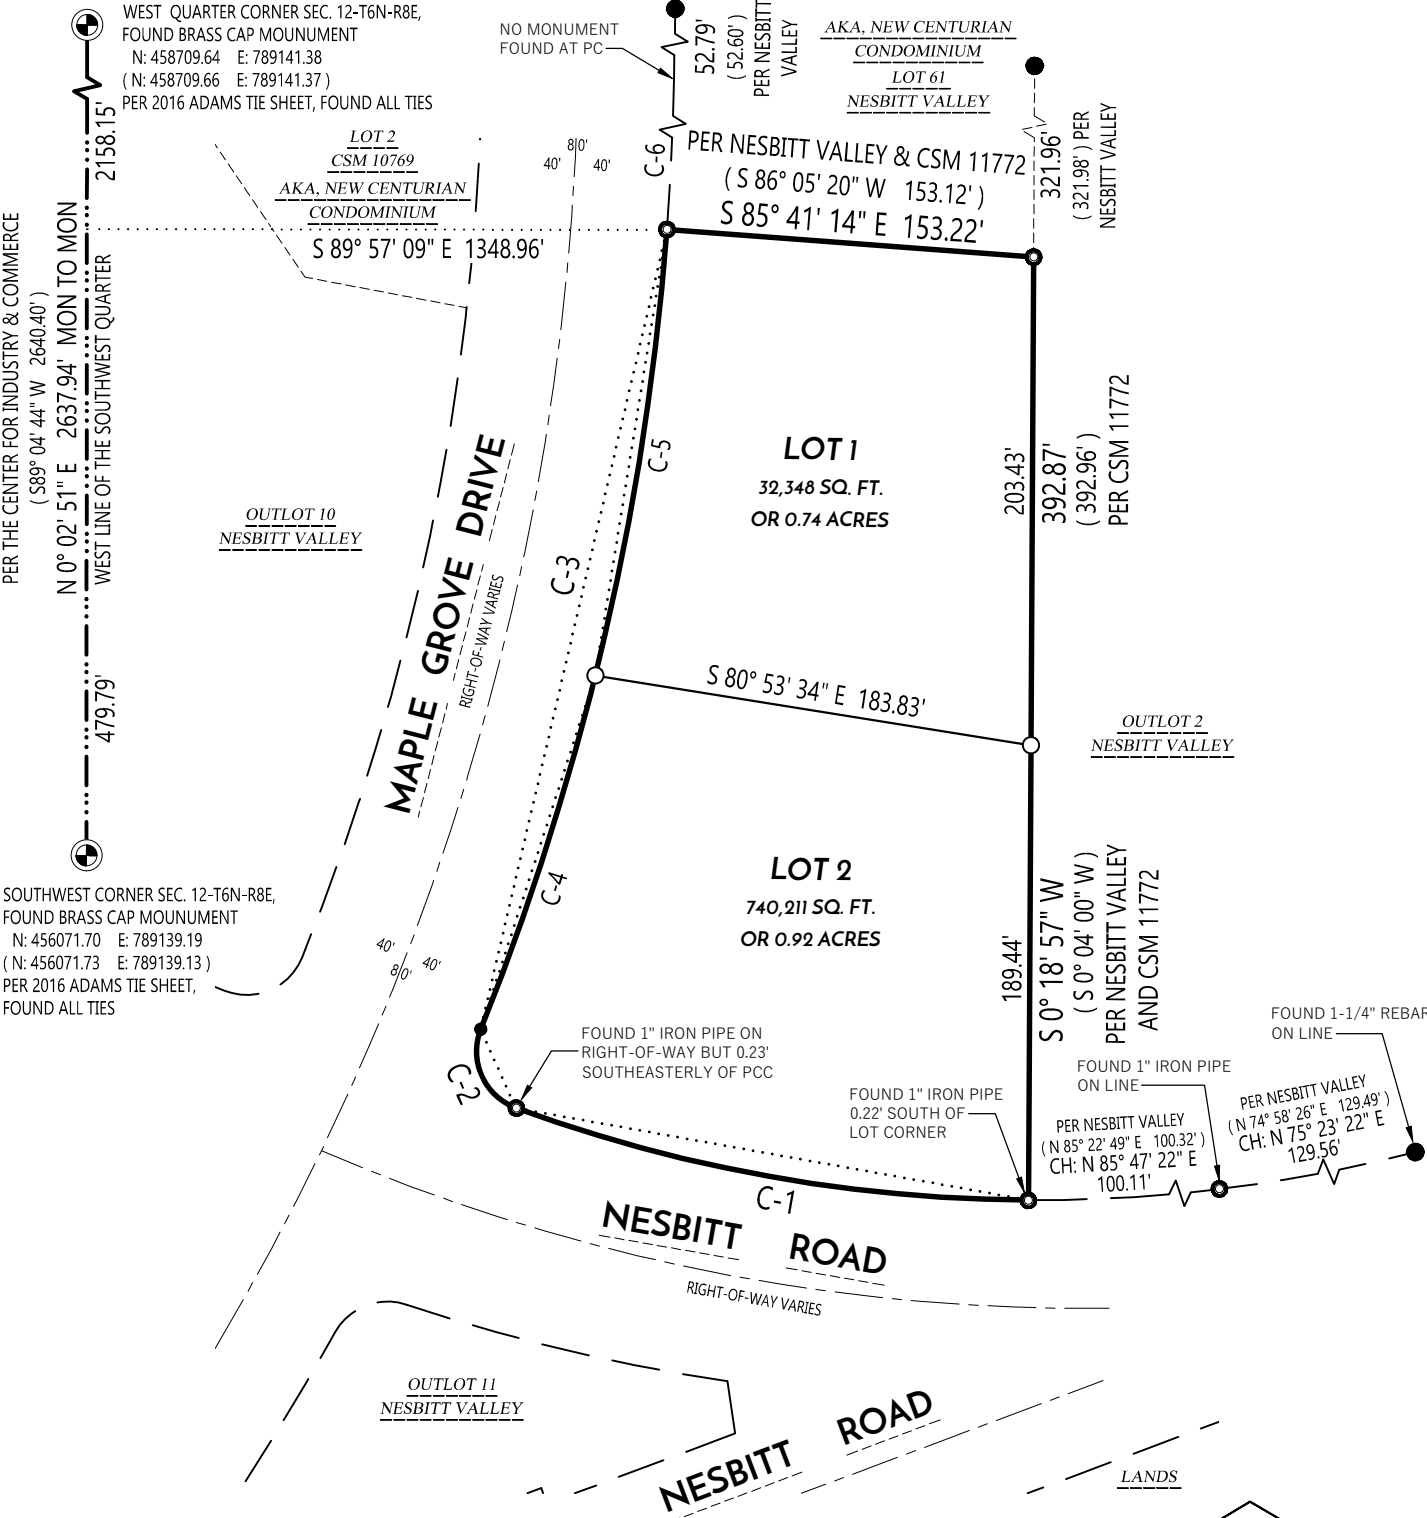 WEST QUARTER CORNER SEC. 12-T6N-R8E,
FOUND BRASS CAP MOUNUMENT
N: 458709.64 E: 789141.38
( N: 458709.66 E: 789141.37 )
PER 2016 ADAMS TIE SHEET, FOUND ALL TIES
NO MONUMENT
FOUND AT PC
52.79'
( 52.60' )
PER NESBITT
VALLEY
AKA, NEW CENTURIAN
CONDOMINIUM
LOT 61
NESBITT VALLEY
321.96'
( 321.98' ) PER
NESBITT VALLEY
2158.15'
LOT 2
CSM 10769
AKA, NEW CENTURIAN
CONDOMINIUM
S 89° 57' 09" E 1348.96'
80'
40' 40'
C-6
PER NESBITT VALLEY & CSM 11772
( S 86° 05' 20" W 153.12' )
S 85° 41' 14" E 153.22'
PER THE CENTER FOR INDUSTRY & COMMERCE
( S89° 04' 44" W 2640.40' )
N 0° 02' 51" E 2637.94' MON TO MON
WEST LINE OF THE SOUTHWEST QUARTER
479.79'
OUTLOT 10
NESBITT VALLEY
MAPLE GROVE DRIVE
RIGHT-OF-WAY VARIES
C-3
C-5
LOT 1
32,348 SQ. FT.
OR 0.74 ACRES
203.43'
392.87'
( 392.96' )
PER CSM 11772
S 80° 53' 34" E 183.83'
OUTLOT 2
NESBITT VALLEY
SOUTHWEST CORNER SEC. 12-T6N-R8E,
FOUND BRASS CAP MOUNUMENT
N: 456071.70 E: 789139.19
( N: 456071.73 E: 789139.13 )
PER 2016 ADAMS TIE SHEET,
FOUND ALL TIES
C-4
LOT 2
740,211 SQ. FT.
OR 0.92 ACRES
189.44'
S 0° 18' 57" W
( S 0° 04' 00" W )
PER NESBITT VALLEY
AND CSM 11772
40'
80'
40'
C-2
FOUND 1" IRON PIPE ON
RIGHT-OF-WAY BUT 0.23'
SOUTHEASTERLY OF PCC
FOUND 1" IRON PIPE
0.22' SOUTH OF
LOT CORNER
FOUND 1" IRON PIPE
ON LINE
FOUND 1-1/4" REBAR
ON LINE
PER NESBITT VALLEY
( N 85° 22' 49" E 100.32' )
CH: N 85° 47' 22" E
100.11'
PER NESBITT VALLEY
( N 74° 58' 26" E 129.49' )
CH: N 75° 23' 22" E
129.56'
C-1
NESBITT ROAD
RIGHT-OF-WAY VARIES
OUTLOT 11
NESBITT VALLEY
NESBITT ROAD
LANDS